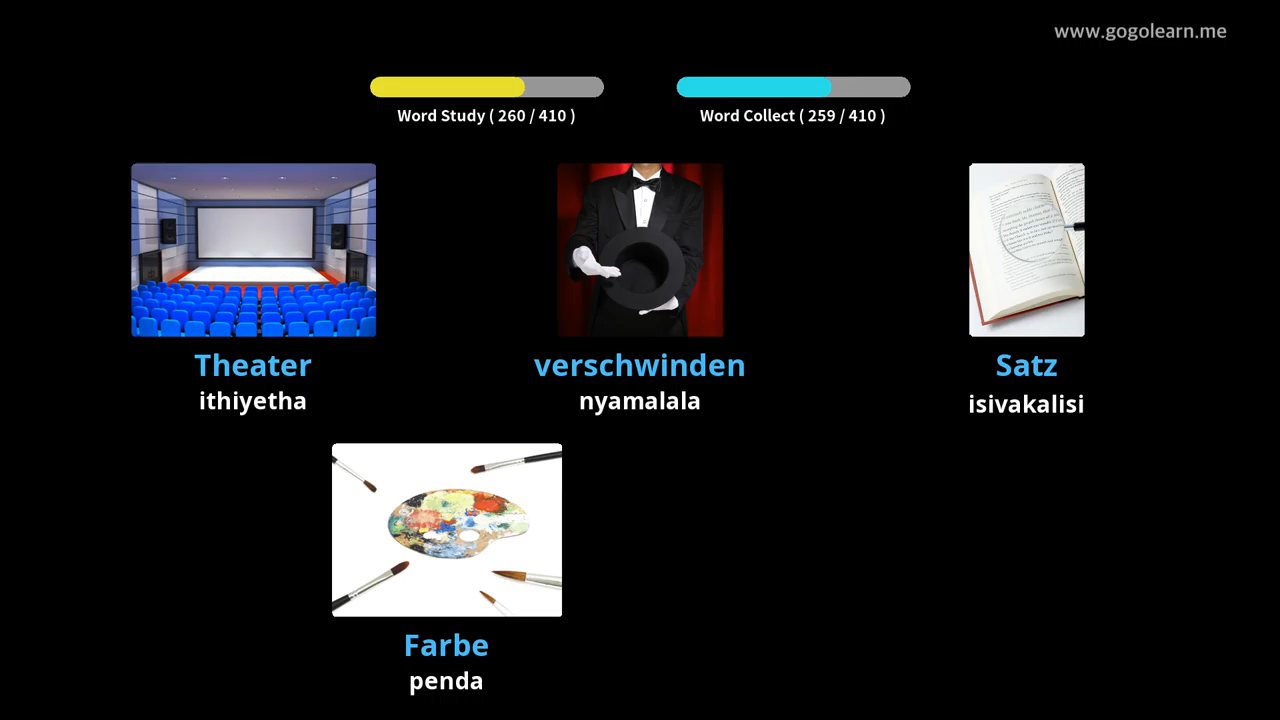 www.gogolearn.me
Word Study ( 260 / 410 )
Word Collect ( 259 / 410 )
Theater
ithiyetha
verschwinden
nyamalala
Satz
isivakalisi
Farbe
penda